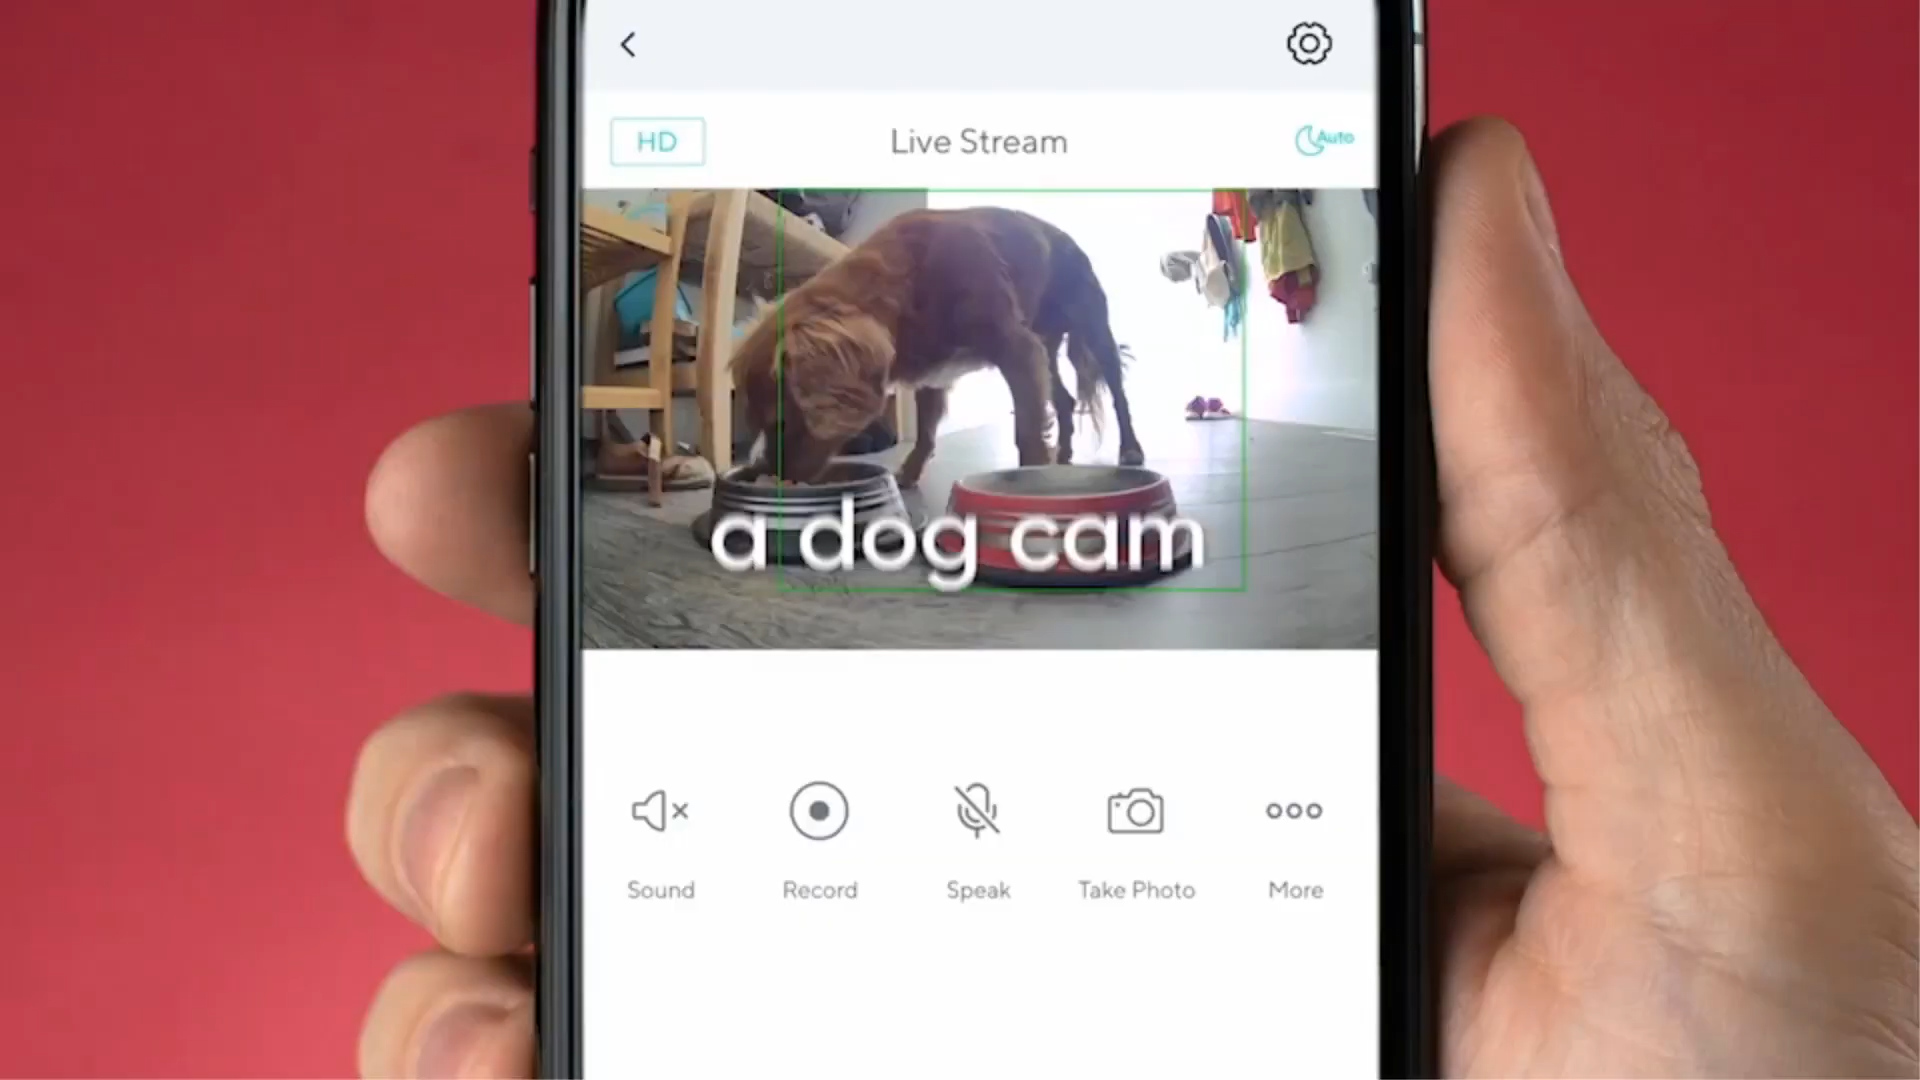 HD
Live Stream
Auto
a dog cam
Sound
Record
Speak
Take Photo
More